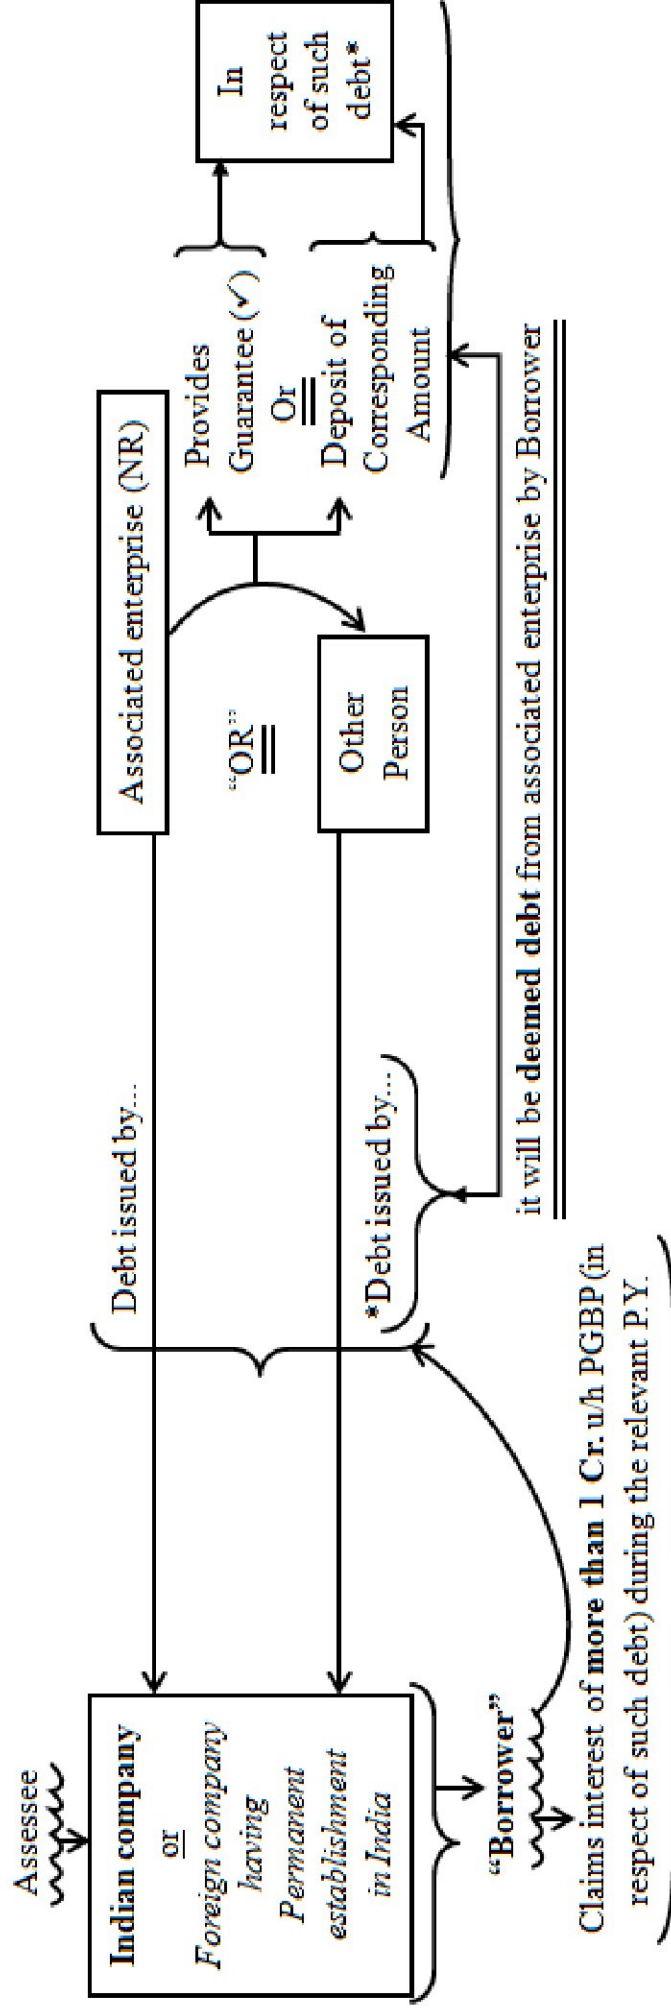 Assessee
Indian company
or
Foreign company
having
Permanent
establishment
in India
"Borrower"
Claims interest of more than 1 Cr. u/h PGBP (in
respect of such debt) during the relevant P.Y.
Debt issued by...
*Debt issued by...
Associated enterprise (NR)
"OR"
Other
Person
Provides
Guarantee (✓)
Or
Deposit of
Corresponding
Amount
In
respect
of such
debt*
it will be deemed debt from associated enterprise by Borrower